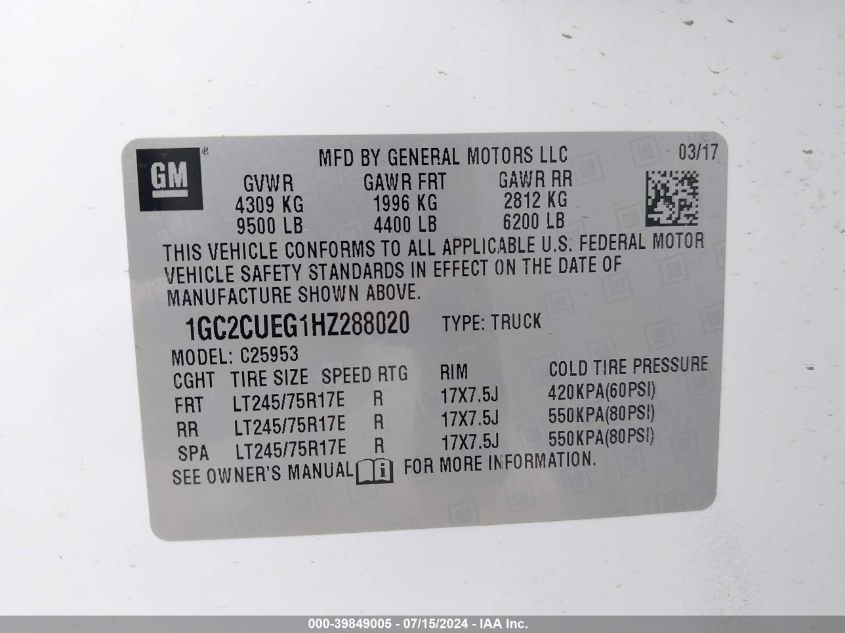 GM ® MFD BY GENERAL MOTORS LLC 03/17
GVWR GAWR FRT GAWR RR
4309 KG 1996 KG 2812 KG
9500 LB 4400 LB 6200 LB
THIS VEHICLE CONFORMS TO ALL APPLICABLE U.S. FEDERAL MOTOR
VEHICLE SAFETY STANDARDS IN EFFECT ON THE DATE OF
MANUFACTURE SHOWN ABOVE.
1GC2CUEG1HZ288020 TYPE: TRUCK
MODEL: C25953
CGHT TIRE SIZE SPEED RTG RIM COLD TIRE PRESSURE
FRT LT245/75R17E R 17X7.5J 420KPA(60PSI)
RR LT245/75R17E R 17X7.5J 550KPA(80PSI)
SPA LT245/75R17E R 17X7.5J 550KPA(80PSI)
SEE OWNER'S MANUAL i FOR MORE INFORMATION.
000-39849005 - 07/15/2024 - IAA Inc.